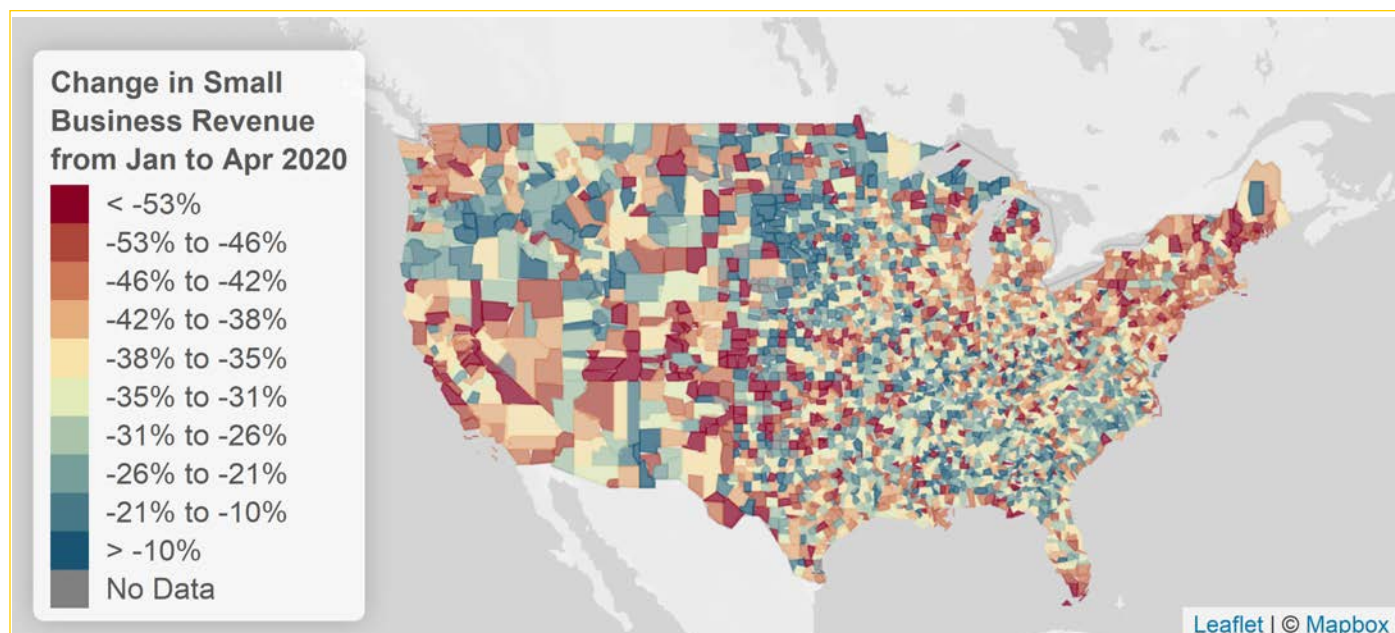 Change in Small
Business Revenue
from Jan to Apr 2020
< -53%
-53% to -46%
-46% to -42%
-42% to -38%
-38% to -35%
-35% to -31%
-31% to -26%
-26% to -21%
-21% to -10%
> -10%
No Data
Leaflet | © Mapbox